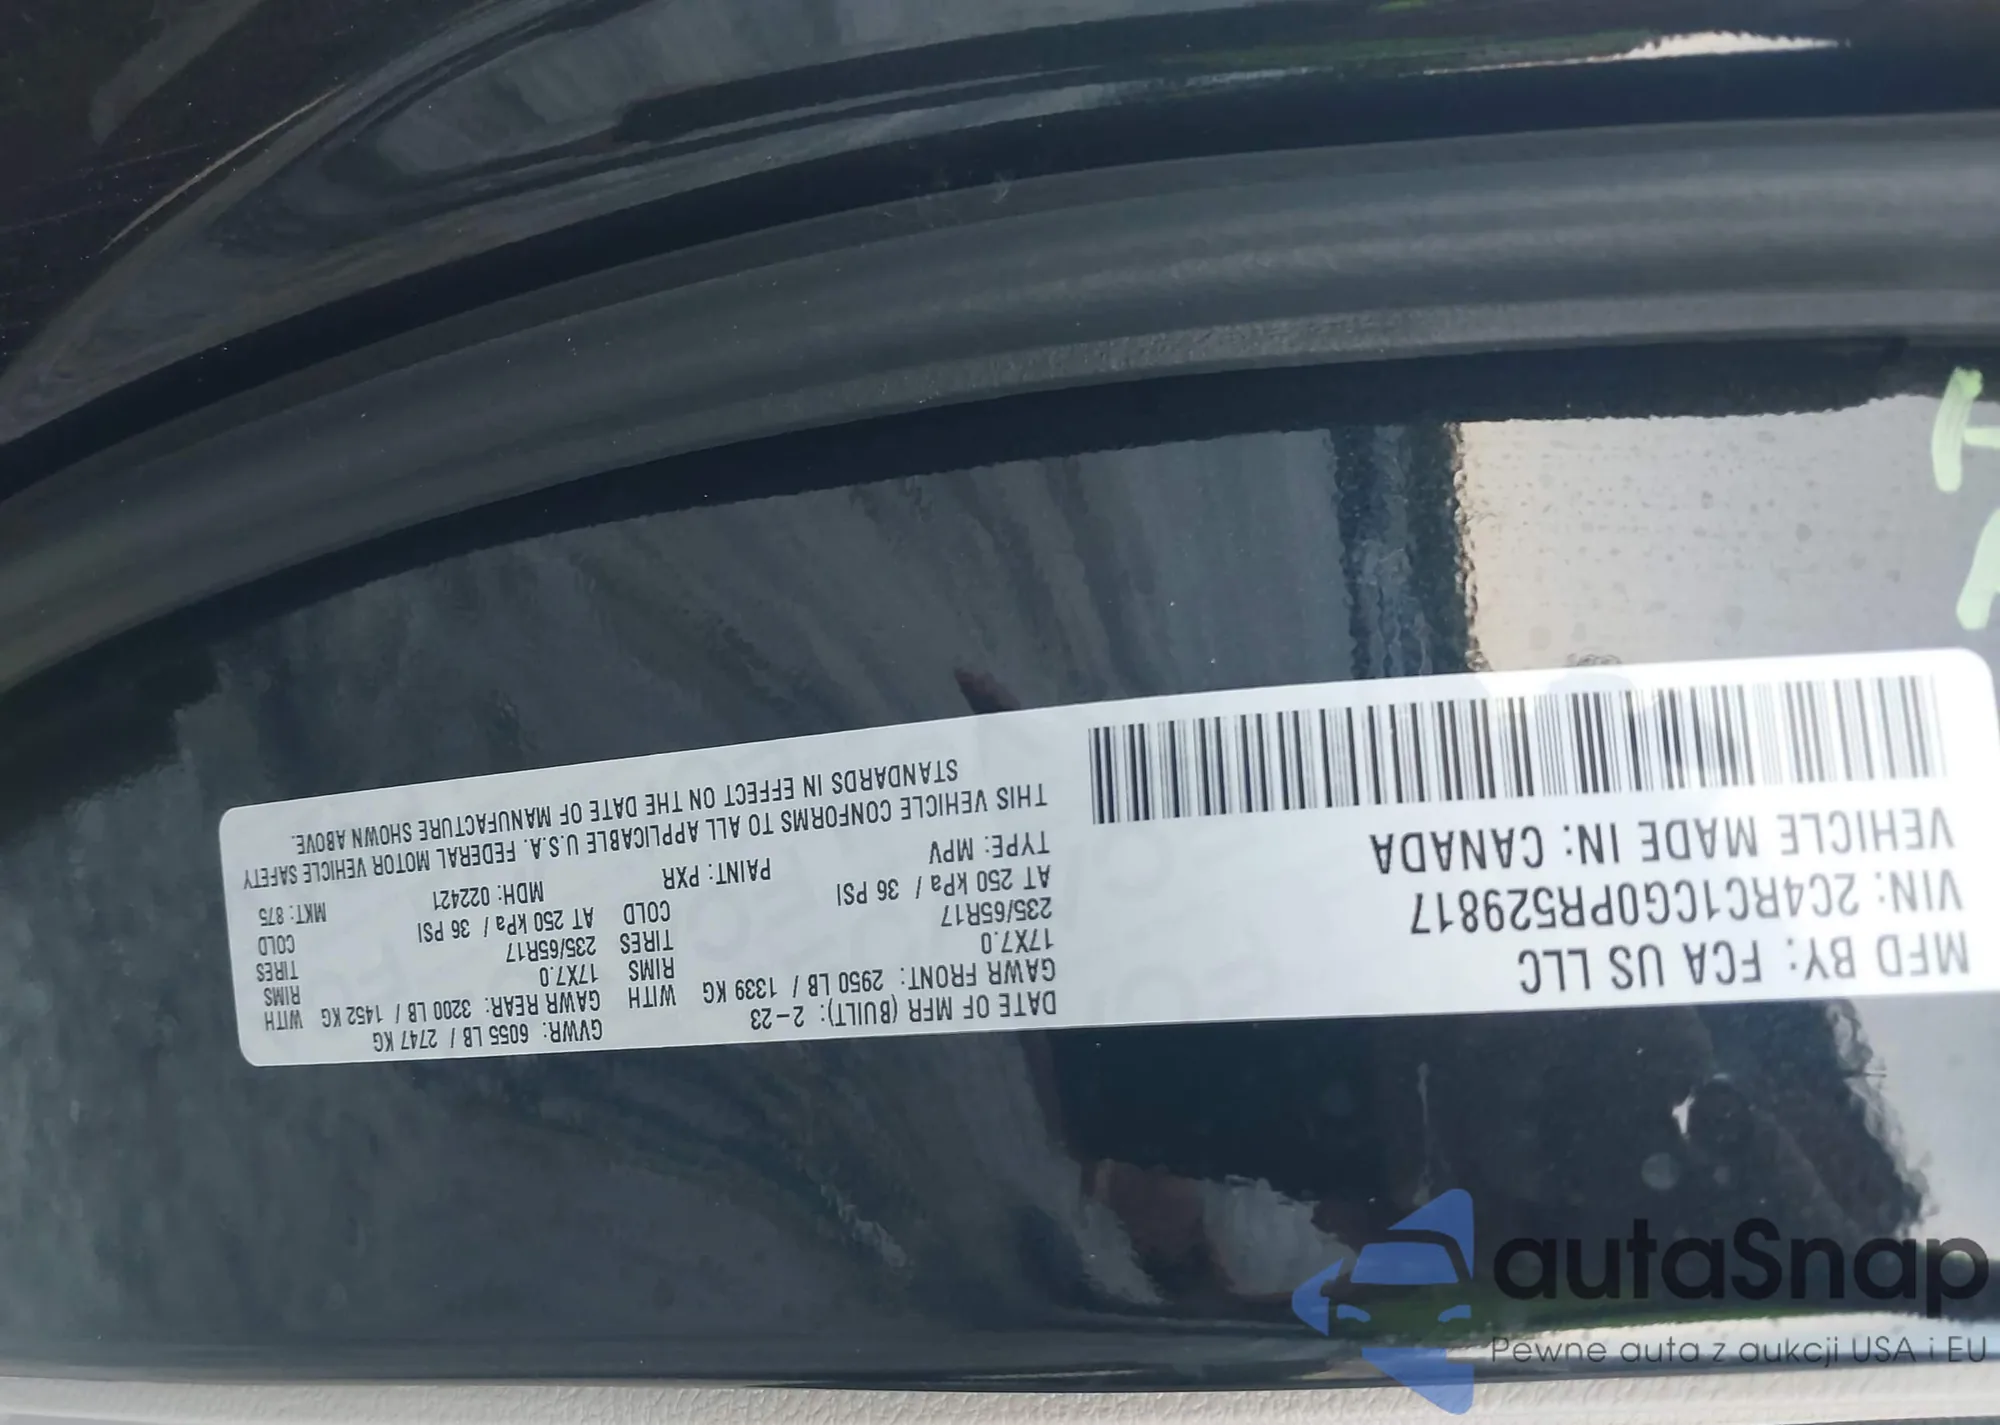 MFD BY: FCA US LLC
VIN: 2C4RC1CG0PR529817
VEHICLE MADE IN: CANADA
DATE OF MFR (BUILT): 2-23 GVWR: 6055 LB / 2747 KG
GAWR FRONT: 2950 LB / 1339 KG WITH GAWR REAR: 3200 LB / 1452 KG WITH
17X7.0 RIMS 17X7.0 RIMS
235/65R17 TIRES 235/65R17 TIRES
AT 250 kPa / 36 PSI COLD AT 250 kPa / 36 PSI COLD
TYPE: MPV PAINT: PXR MDH: 022421 MKT: 875
THIS VEHICLE CONFORMS TO ALL APPLICABLE U.S.A. FEDERAL MOTOR VEHICLE SAFETY
STANDARDS IN EFFECT ON THE DATE OF MANUFACTURE SHOWN ABOVE.
autaSnap
Pewne auta z aukcji USA i EU